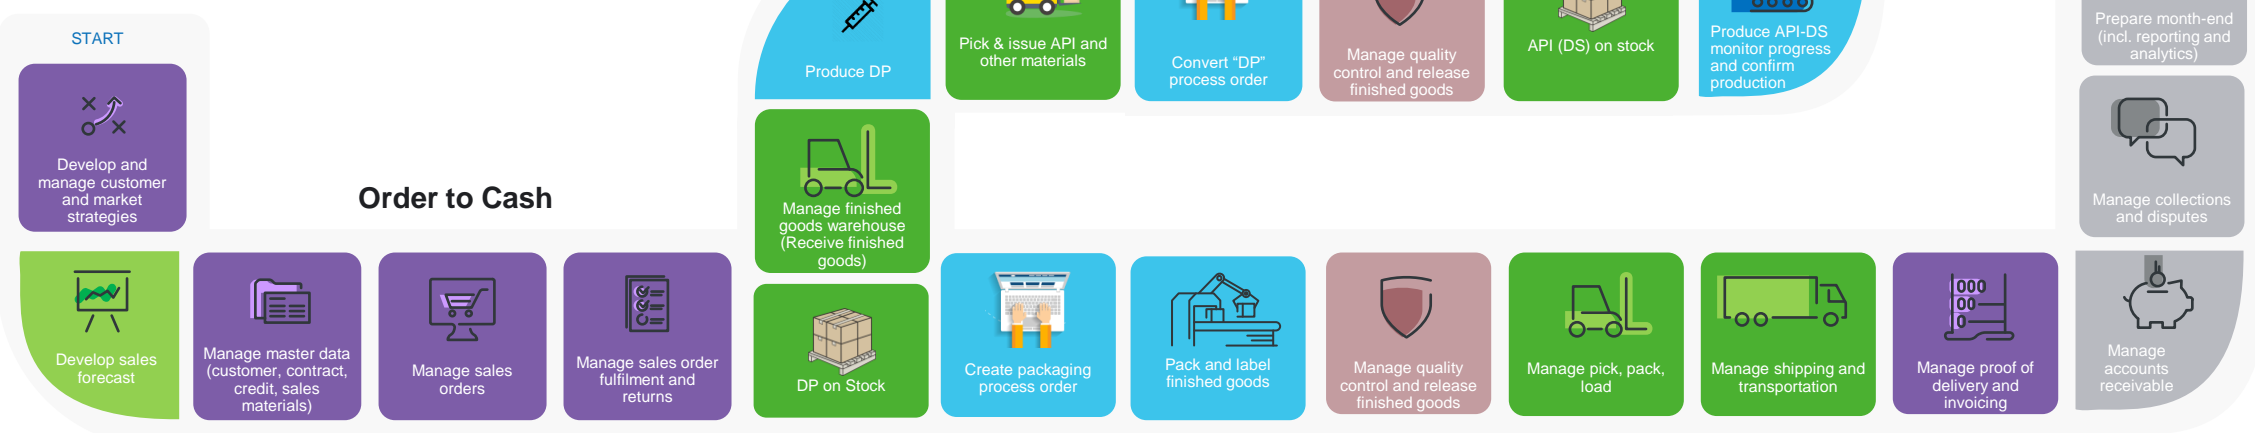 START
Develop and
manage customer
and market
strategies
Order to Cash
Produce DP
Pick & issue API and
other materials
Convert “DP”
process order
Manage quality
control and release
finished goods
API (DS) on stock
Produce API-DS
monitor progress
and confirm
production
Prepare month-end
(incl. reporting and
analytics)
Manage finished
goods warehouse
(Receive finished
goods)
Manage collections
and disputes
Develop sales
forecast
Manage master data
(customer, contract,
credit, sales
materials)
Manage sales
orders
Manage sales order
fulfilment and
returns
DP on Stock
Create packaging
process order
Pack and label
finished goods
Manage quality
control and release
finished goods
Manage pick, pack,
load
Manage shipping and
transportation
Manage proof of
delivery and
invoicing
Manage
accounts
receivable